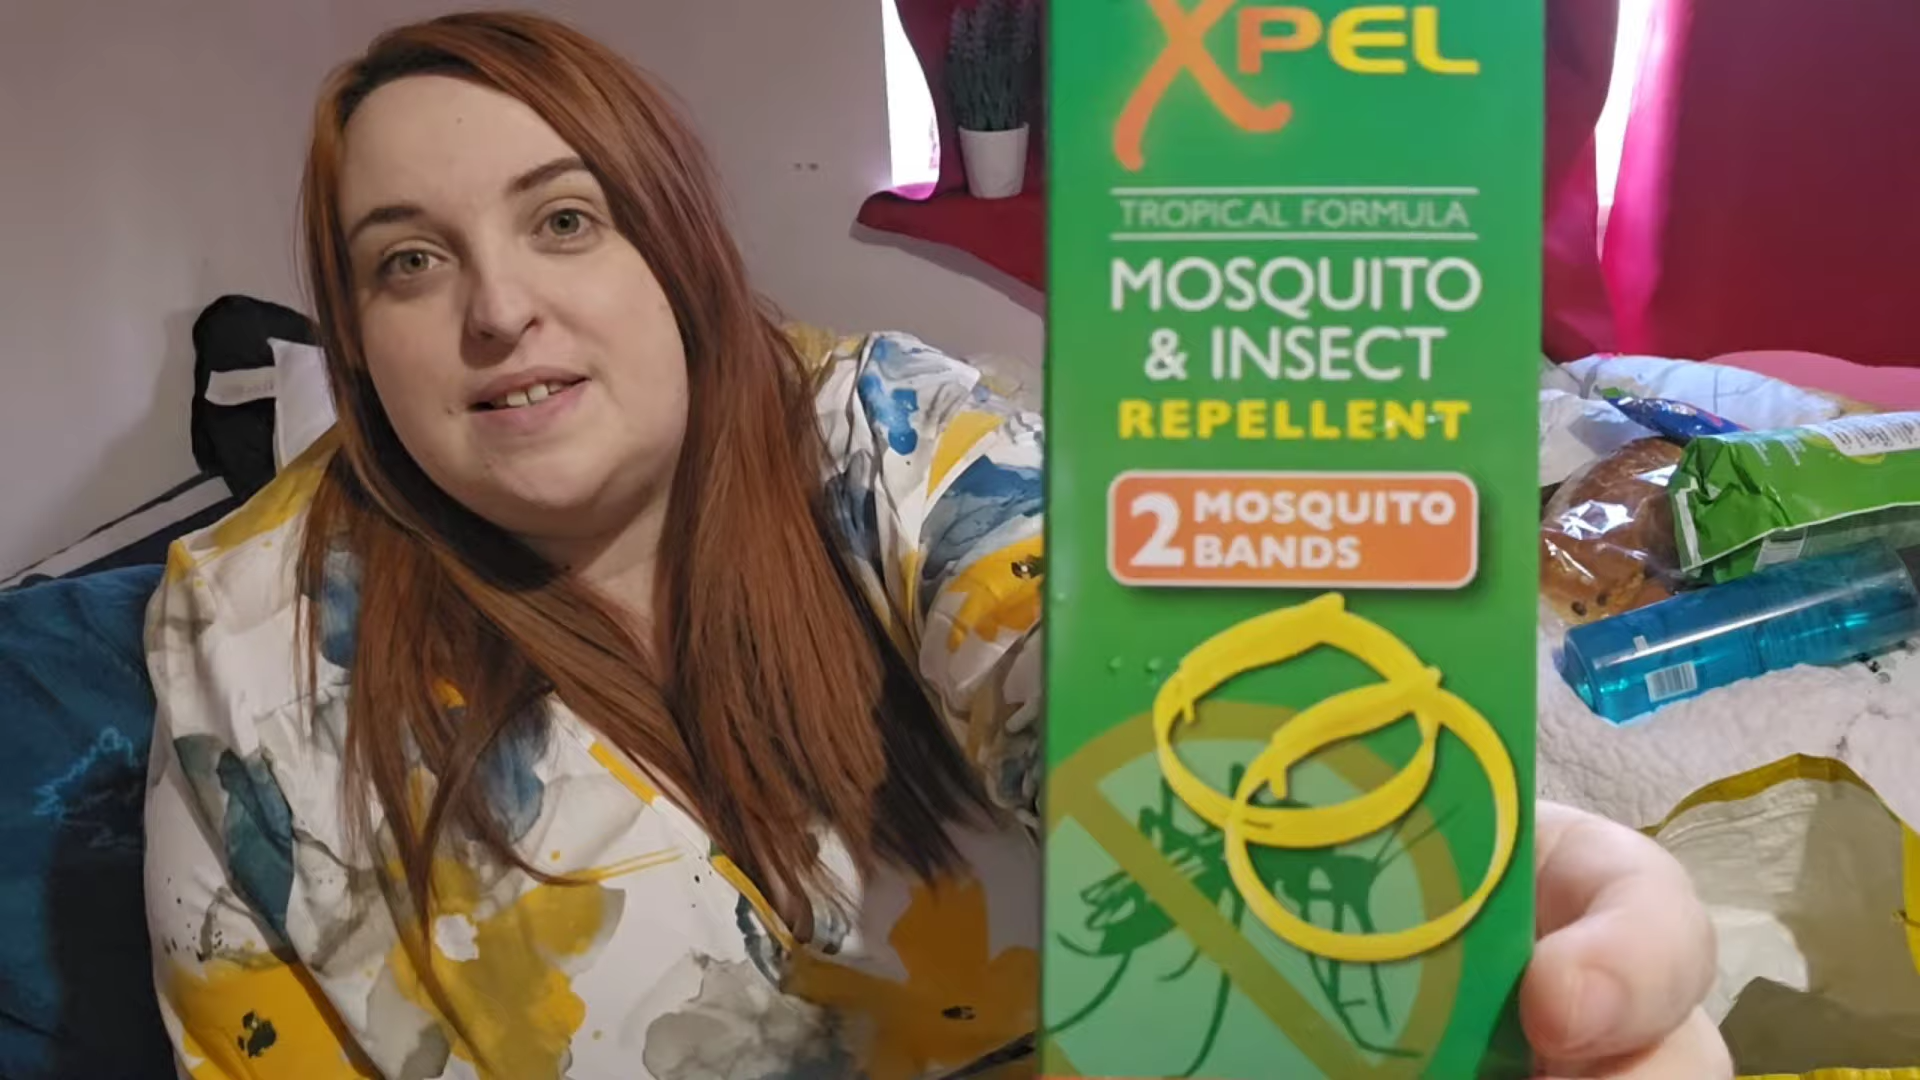 XPEL
TROPICAL FORMULA
MOSQUITO
& INSECT
REPELLENT
2 MOSQUITO
BANDS